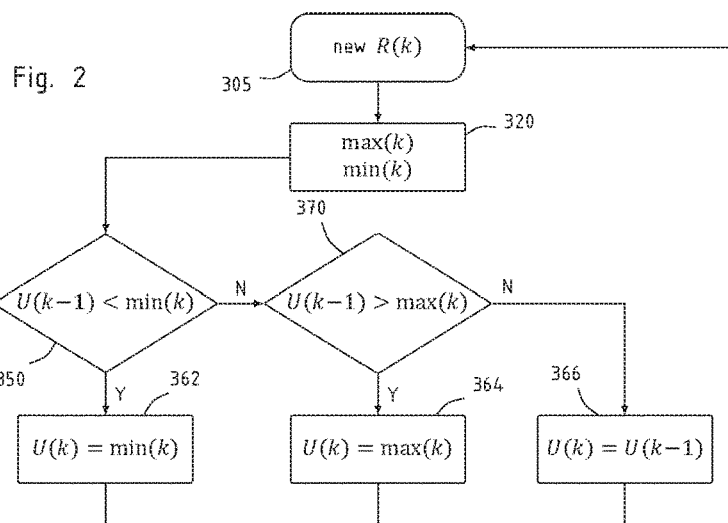 Fig. 2
new R(k)
305
320
max(k)
min(k)
370
U(k−1) < min(k)
N
U(k−1) > max(k)
N
350
Y
362
Y
364
366
U(k) = min(k)
U(k) = max(k)
U(k) = U(k−1)